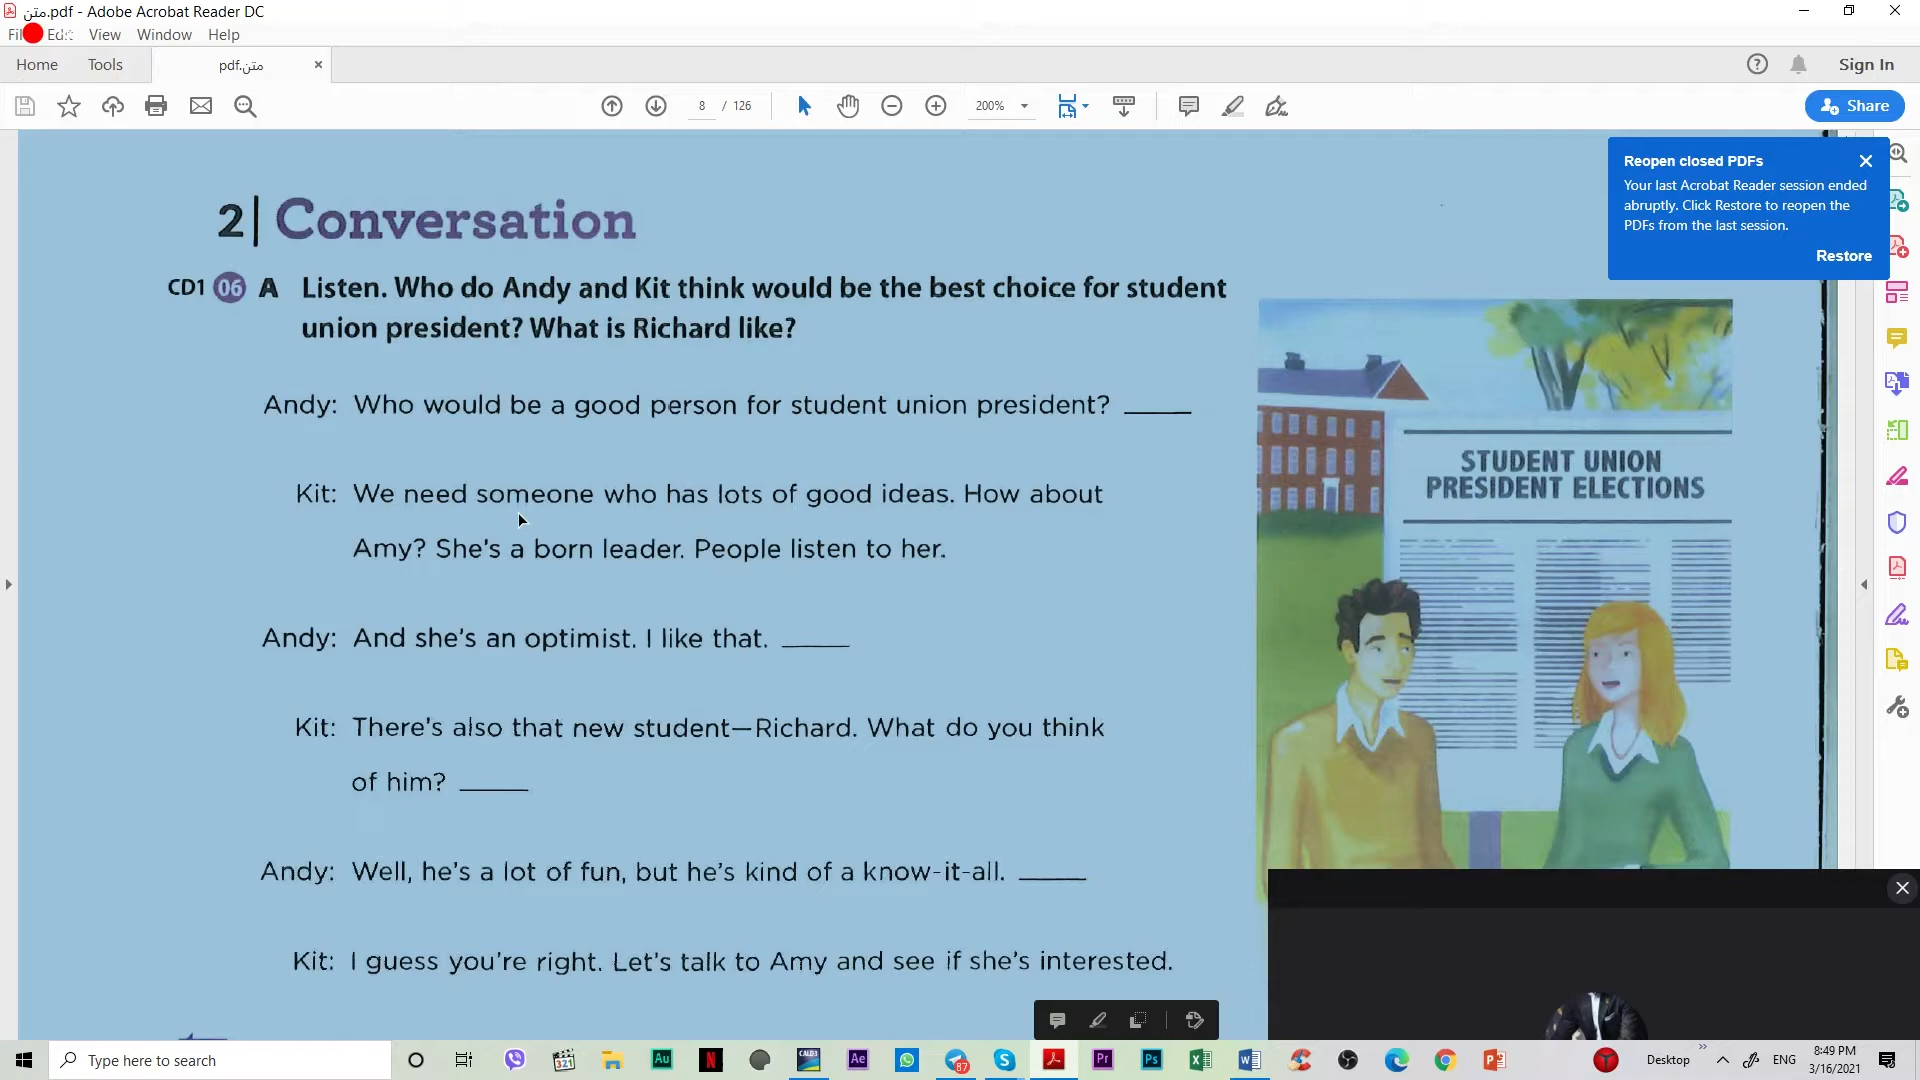 متن.pdf - Adobe Acrobat Reader DC
View Window Help
Home Tools متن.pdf Sign In
8 / 126 200% Share
Reopen closed PDFs
Your last Acrobat Reader session ended
abruptly. Click Restore to reopen the
PDFs from the last session.
Restore
2 Conversation
CD1 06 A Listen. Who do Andy and Kit think would be the best choice for student
union president? What is Richard like?
Andy: Who would be a good person for student union president?
Kit: We need someone who has lots of good ideas. How about
Amy? She's a born leader. People listen to her.
Andy: And she's an optimist. I like that.
Kit: There's also that new student—Richard. What do you think
of him?
Andy: Well, he's a lot of fun, but he's kind of a know-it-all.
Kit: I guess you're right. Let's talk to Amy and see if she's interested.
STUDENT UNION
PRESIDENT ELECTIONS
Type here to search
321 Au N CALD3 Ae 87 Pr Ps
Desktop ENG 8:49 PM
3/16/2021